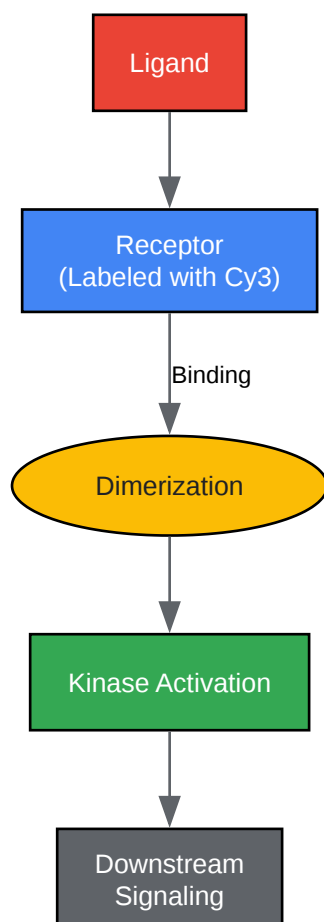 Ligand
Receptor
(Labeled with Cy3)
Binding
Dimerization
Kinase Activation
Downstream
Signaling